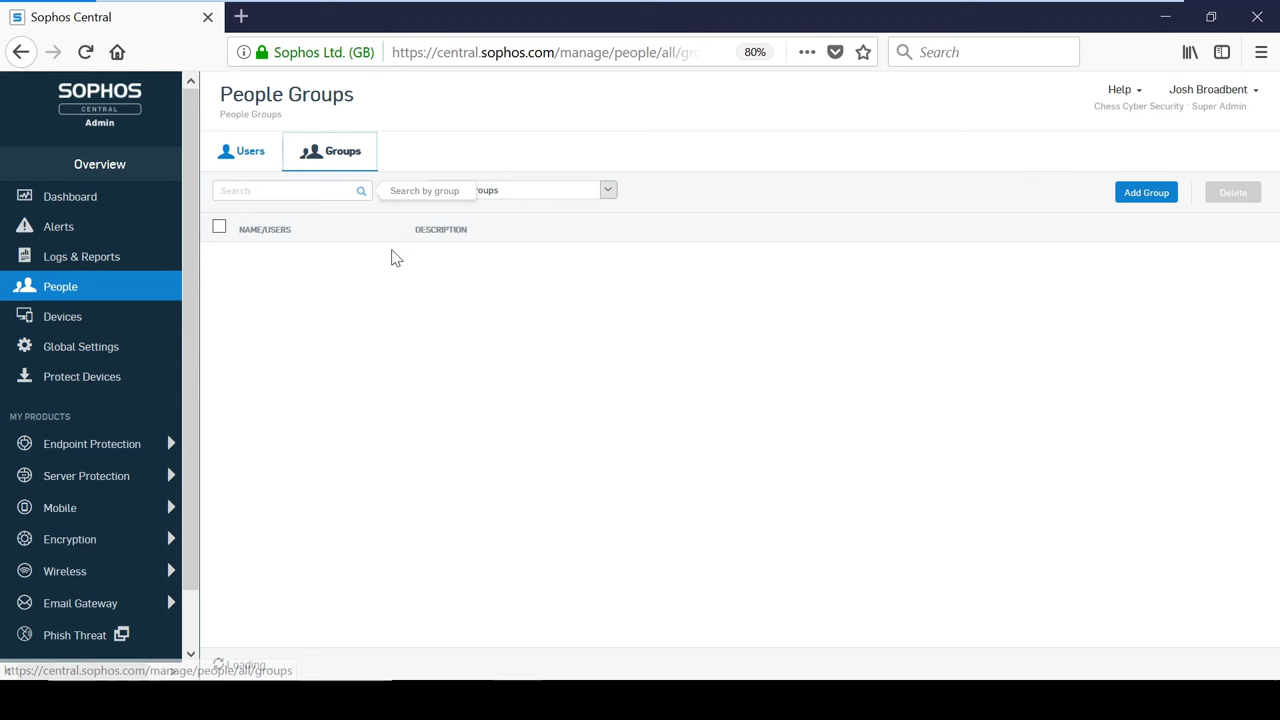 Sophos Central
Sophos Ltd. (GB)
https://central.sophos.com/manage/people/all/gr
80%
Search
SOPHOS
CENTRAL
Admin
Overview
Dashboard
Alerts
Logs & Reports
People
Devices
Global Settings
Protect Devices
MY PRODUCTS
Endpoint Protection
Server Protection
Mobile
Encryption
Wireless
Email Gateway
Phish Threat
People Groups
People Groups
Help
Josh Broadbent
Chess Cyber Security · Super Admin
Users
Groups
Search
Search by group
roups
Add Group
Delete
NAME/USERS
DESCRIPTION
Loading
https://central.sophos.com/manage/people/all/groups